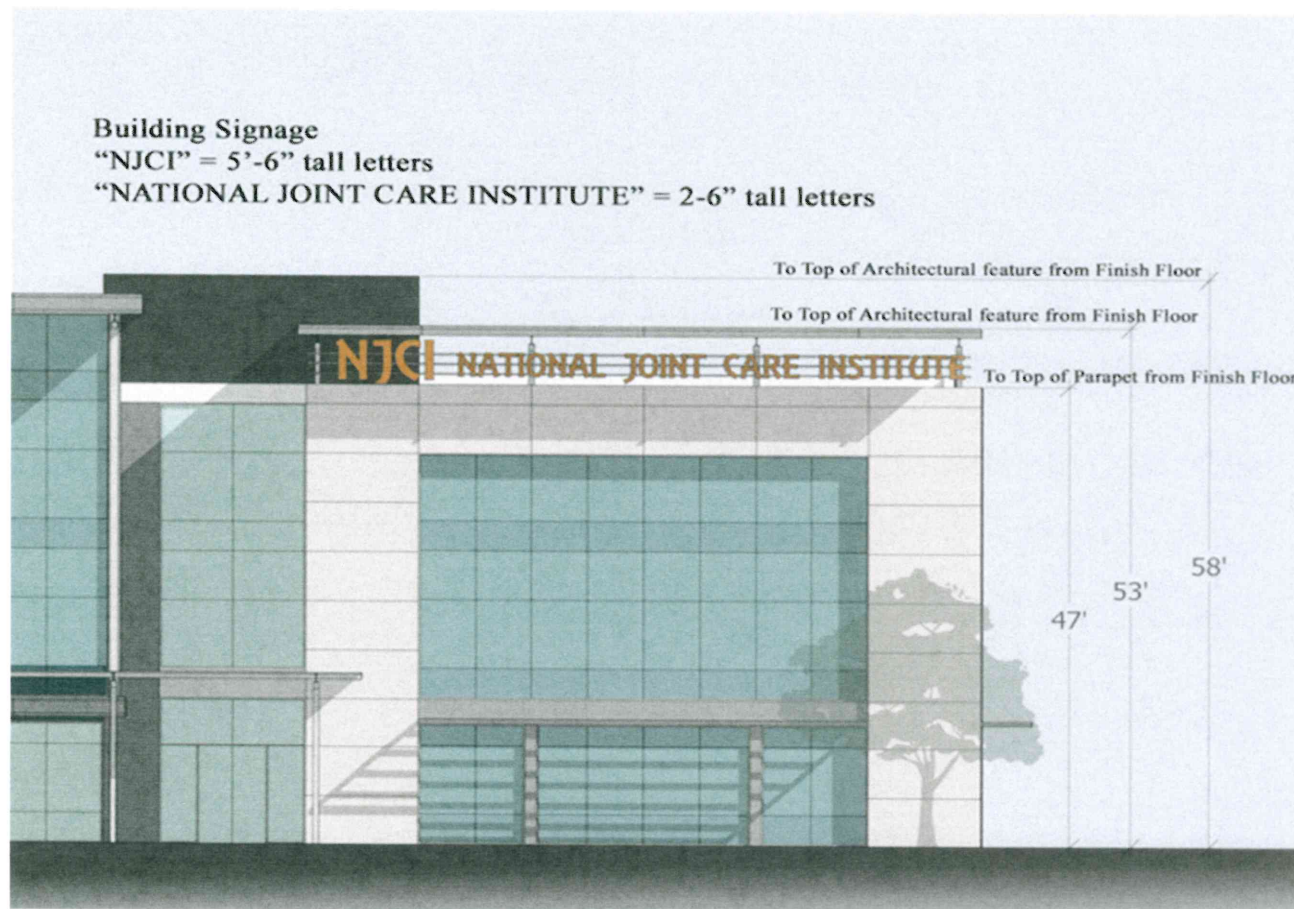 Building Signage
“NJCI” = 5’-6” tall letters
“NATIONAL JOINT CARE INSTITUTE” = 2-6” tall letters
To Top of Architectural feature from Finish Floor
To Top of Architectural feature from Finish Floor
NJCI NATIONAL JOINT CARE INSTITUTE
To Top of Parapet from Finish Floor
58'
53'
47'